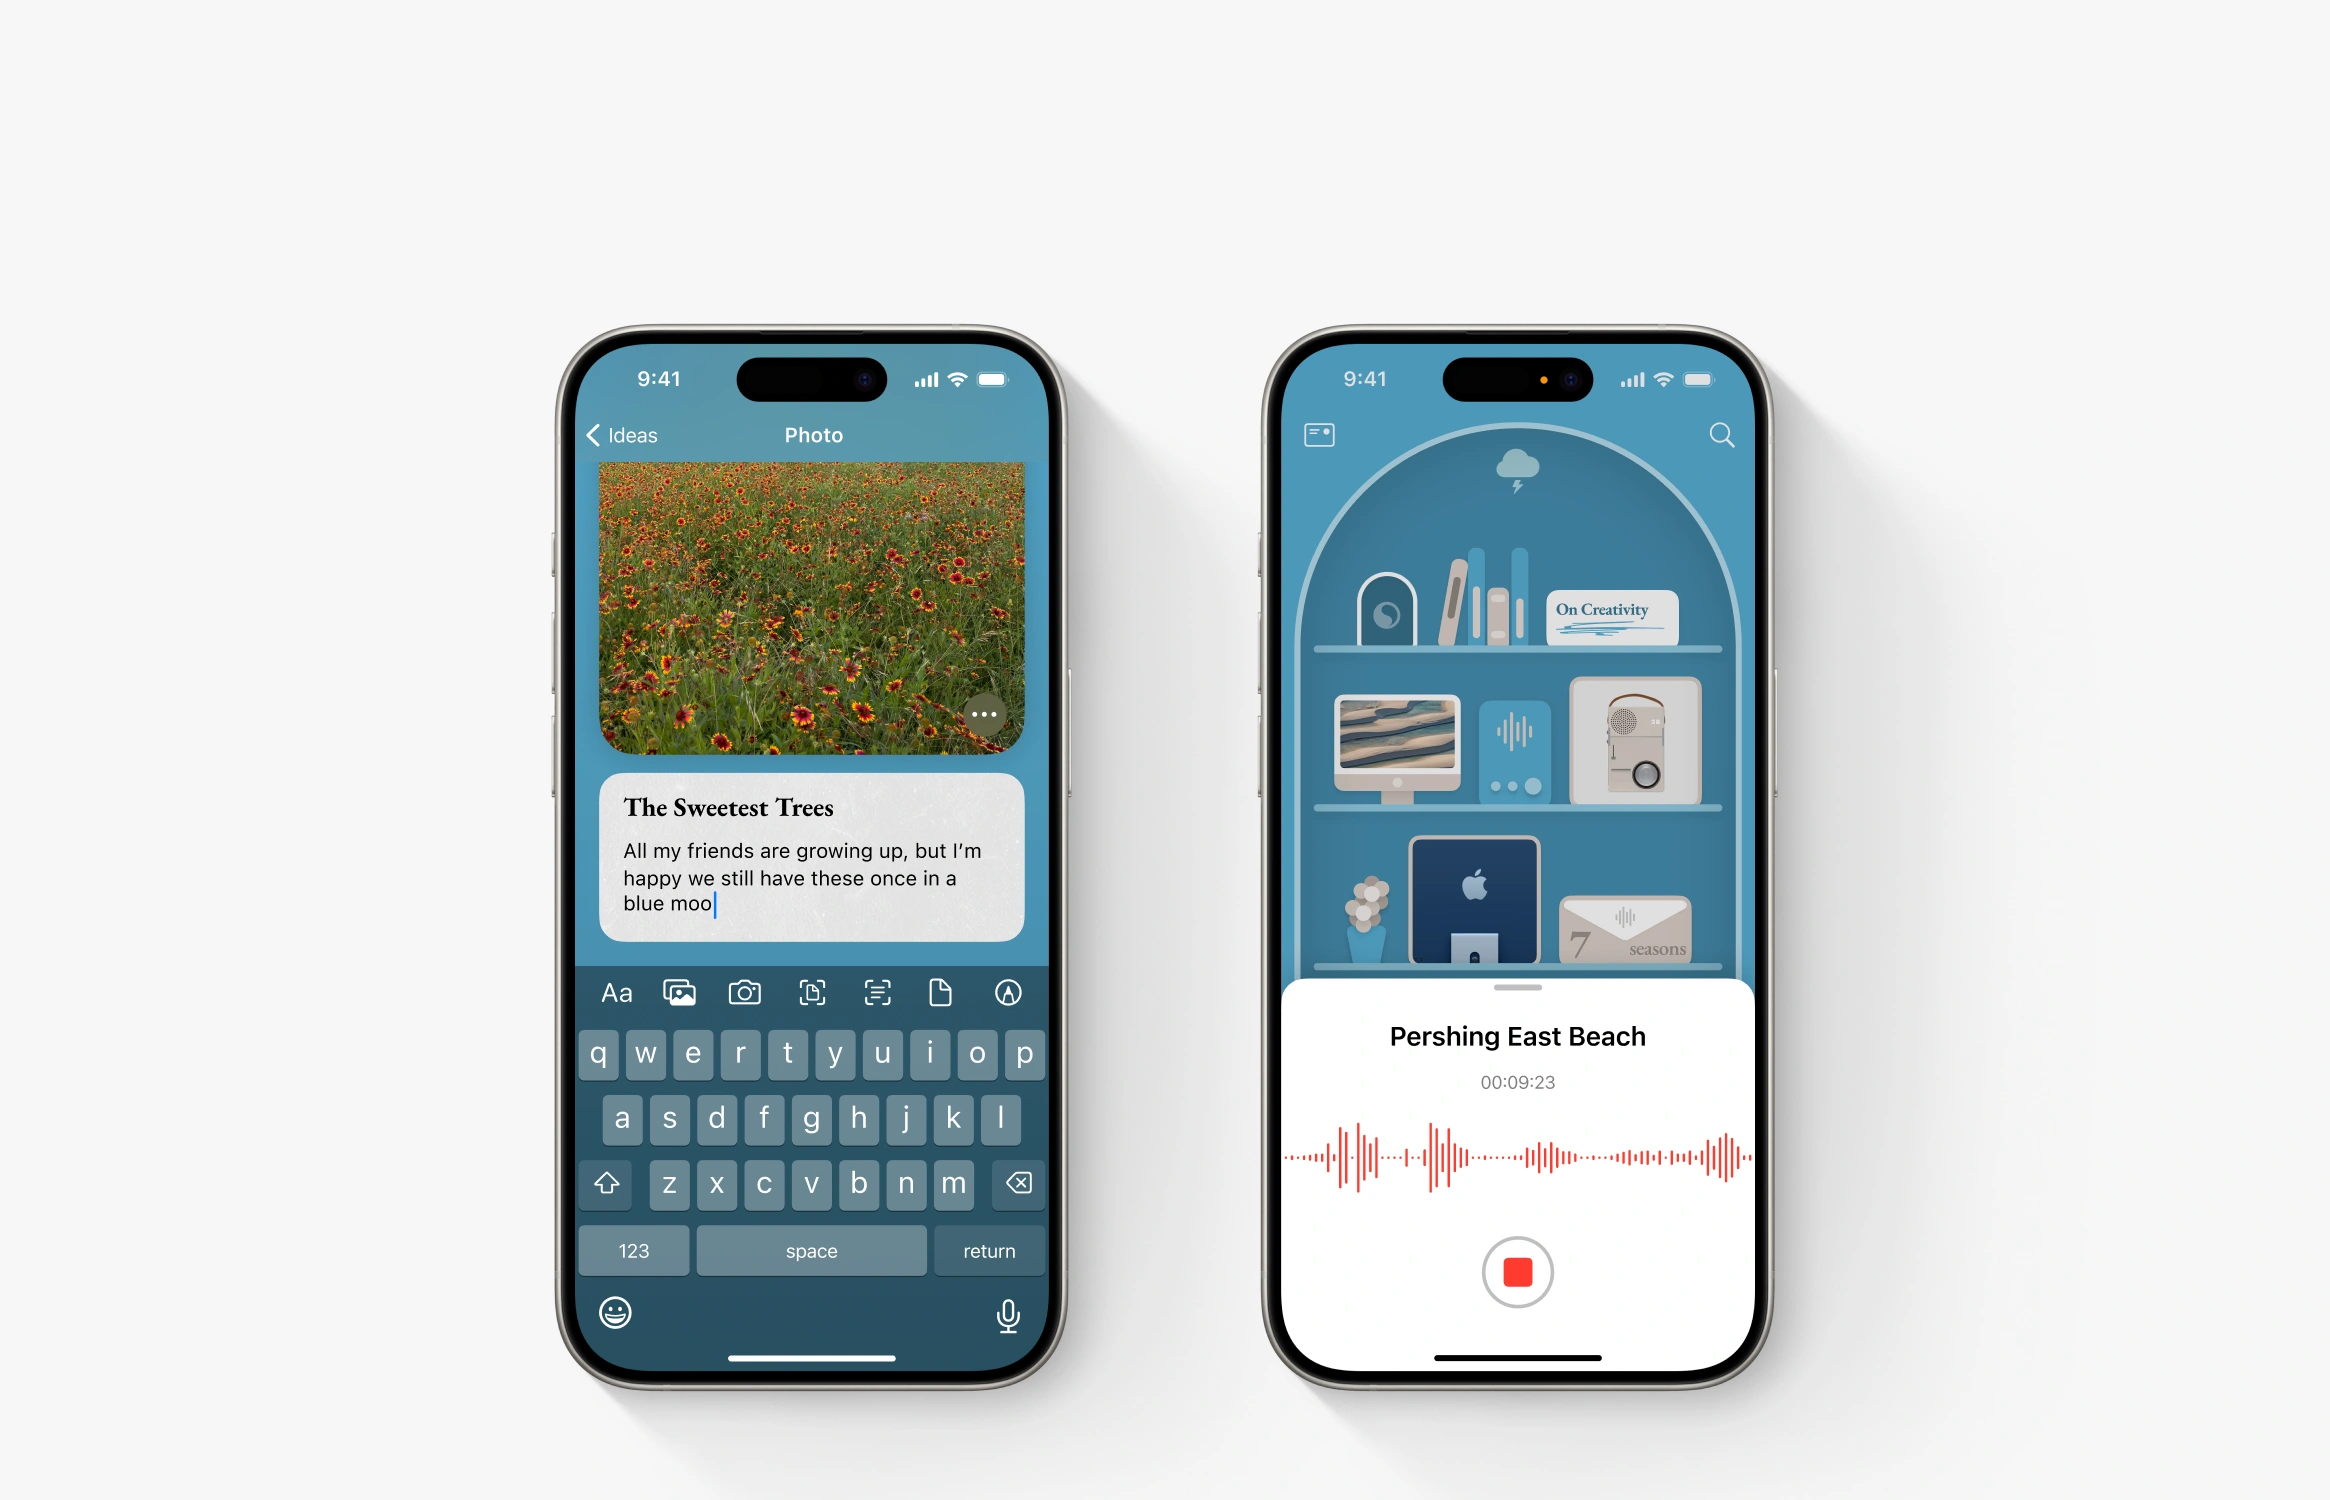 9:41
Ideas
Photo
The Sweetest Trees
All my friends are growing up, but I’m
happy we still have these once in a
blue moo
Aa
q w e r t y u i o p
a s d f g h j k l
z x c v b n m
123 space return
9:41
On Creativity
7 seasons
Pershing East Beach
00:09:23